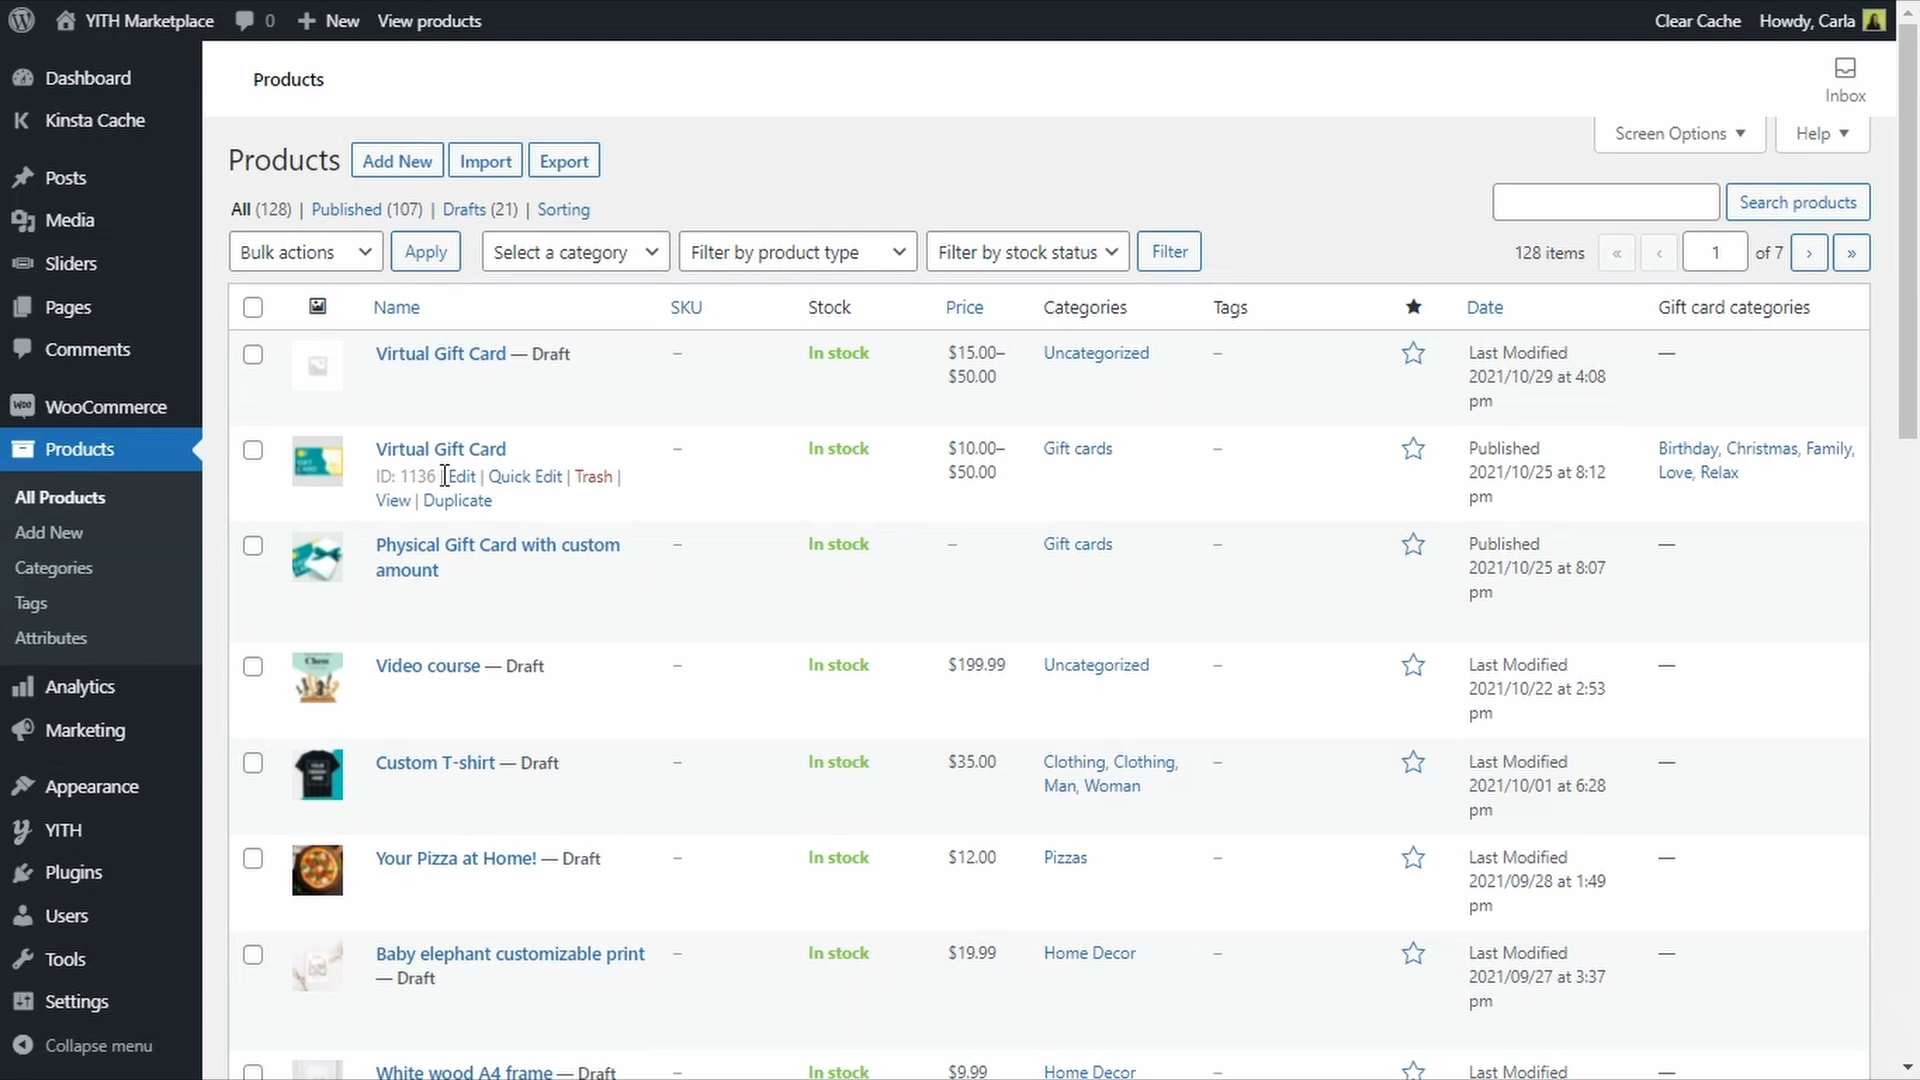 YITH Marketplace 0 New View products Clear Cache Howdy, Carla
Dashboard
Kinsta Cache
Posts
Media
Sliders
Pages
Comments
WooCommerce
Products
All Products
Add New
Categories
Tags
Attributes
Analytics
Marketing
Appearance
YITH
Plugins
Users
Tools
Settings
Collapse menu
Products
Inbox
Screen Options ▼ Help ▼
Products Add New Import Export
All (128) | Published (107) | Drafts (21) | Sorting
Search products
Bulk actions Apply Select a category Filter by product type Filter by stock status Filter 128 items « ‹ 1 of 7 › »
Name SKU Stock Price Categories Tags ★ Date Gift card categories
Virtual Gift Card — Draft – In stock $15.00– Uncategorized – Last Modified —
$50.00 2021/10/29 at 4:08
pm
Virtual Gift Card – In stock $10.00– Gift cards – Published Birthday, Christmas, Family,
ID: 1136 | Edit | Quick Edit | Trash | $50.00 2021/10/25 at 8:12 Love, Relax
View | Duplicate pm
Physical Gift Card with custom – In stock – Gift cards – Published —
amount 2021/10/25 at 8:07
pm
Video course — Draft – In stock $199.99 Uncategorized – Last Modified —
2021/10/22 at 2:53
pm
Custom T-shirt — Draft – In stock $35.00 Clothing, Clothing, – Last Modified —
Man, Woman 2021/10/01 at 6:28
pm
Your Pizza at Home! — Draft – In stock $12.00 Pizzas – Last Modified —
2021/09/28 at 1:49
pm
Baby elephant customizable print – In stock $19.99 Home Decor – Last Modified —
— Draft 2021/09/27 at 3:37
pm
White wood A4 frame — Draft – In stock $9.99 Home Decor – Last Modified —